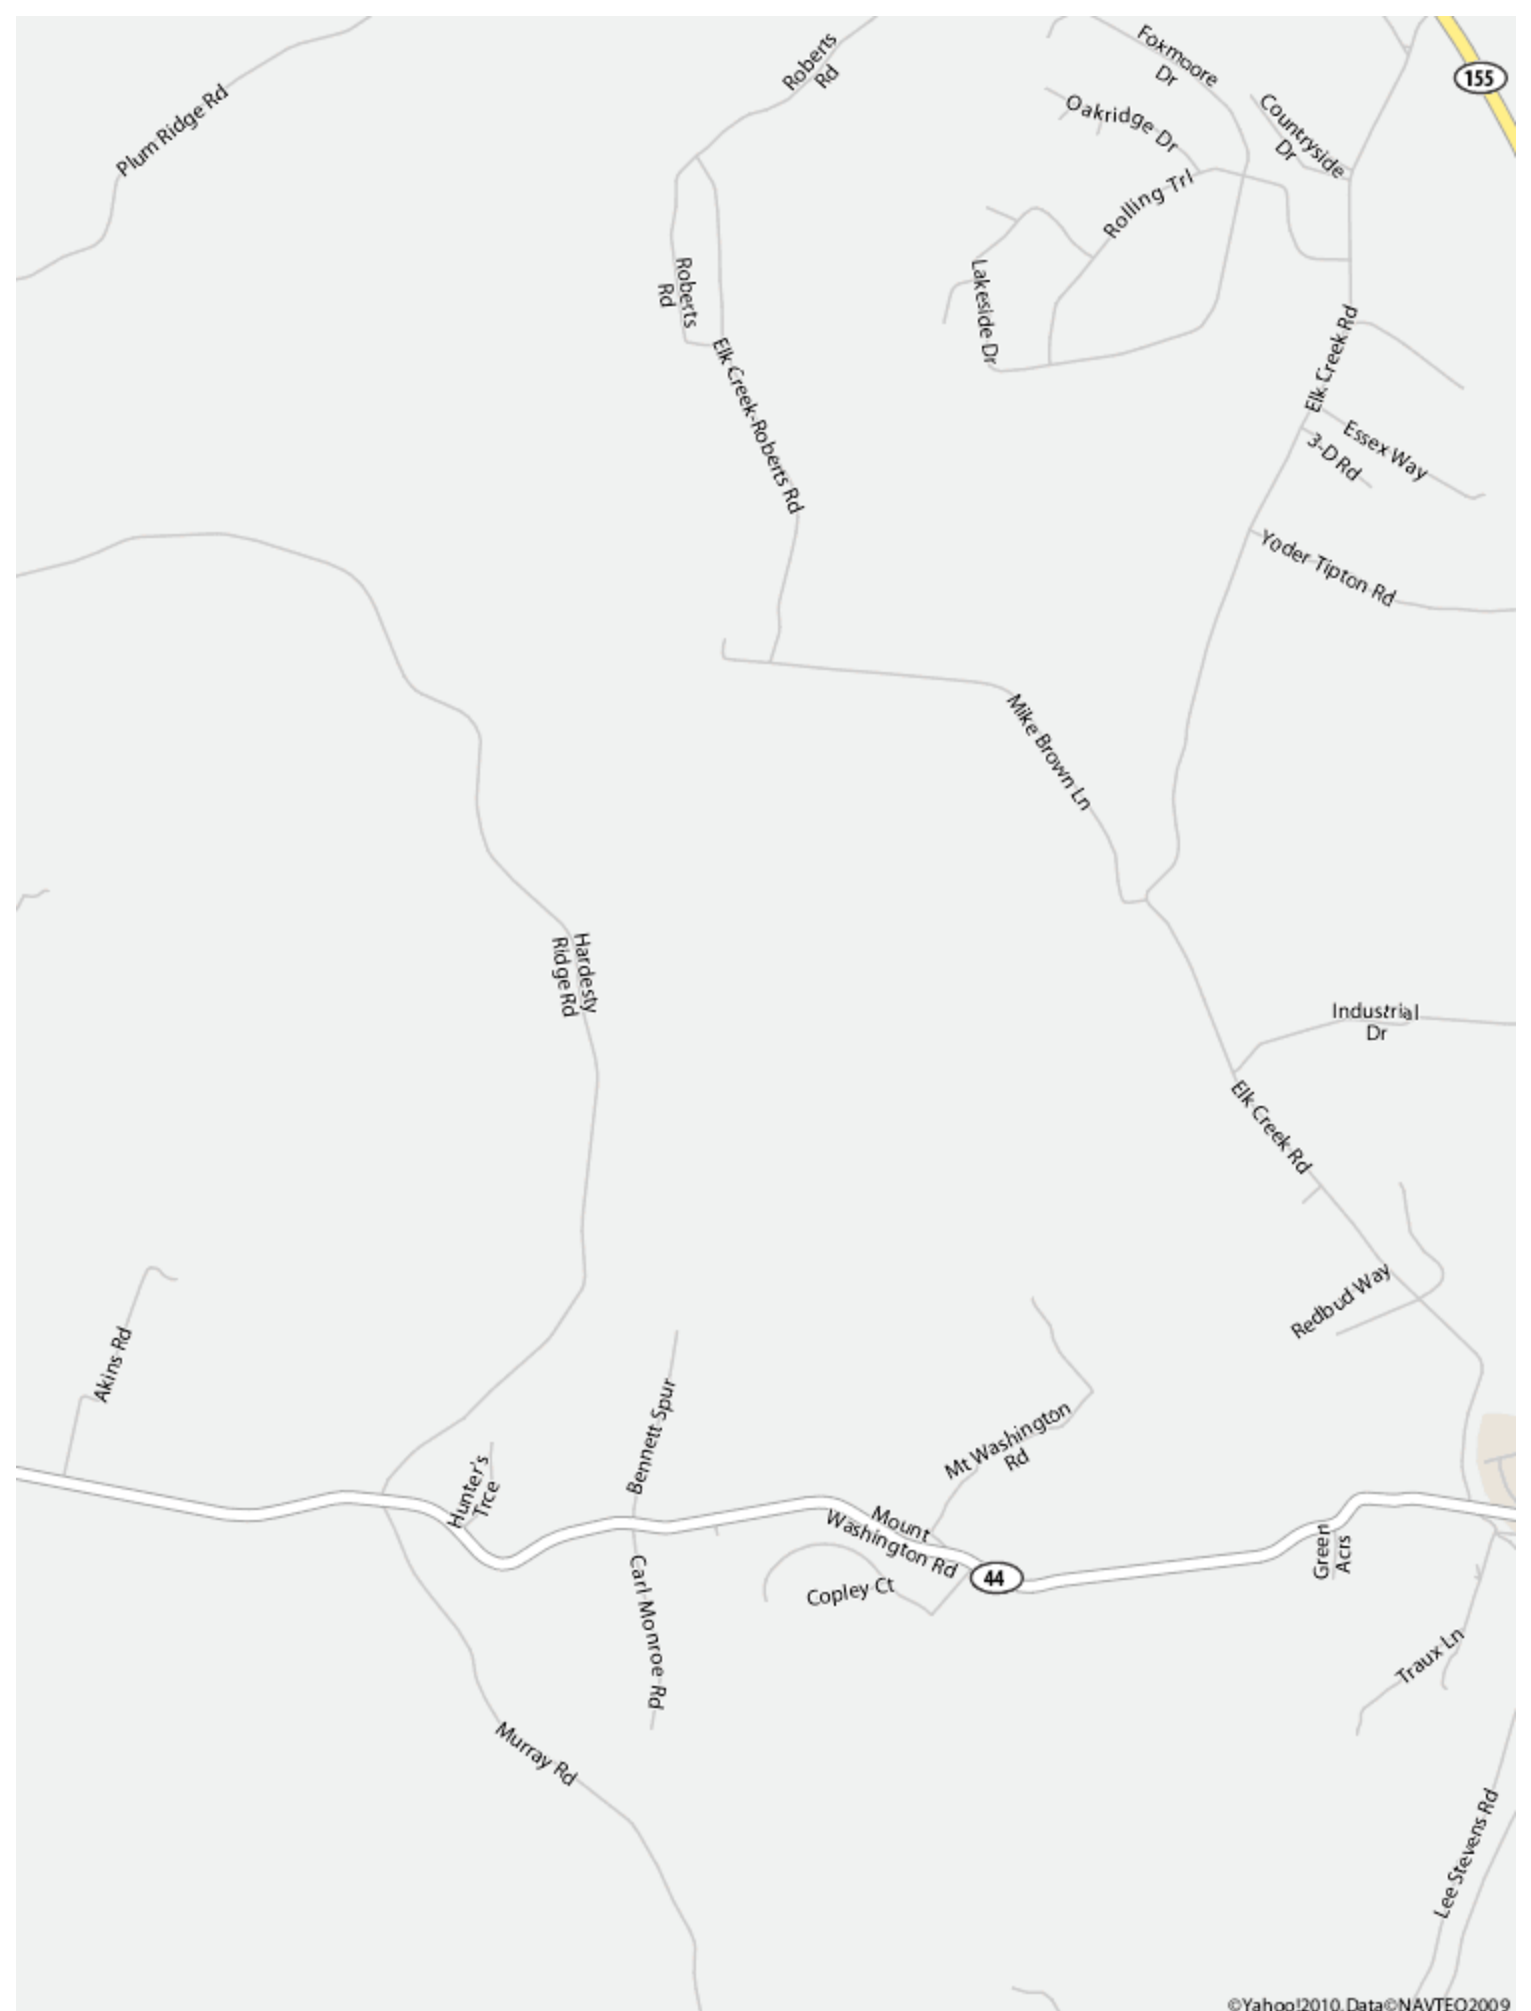 Roberts
Rd
Foxmoore
Dr
155
Plum Ridge Rd
Oakridge Dr
Countryside
Dr
Rolling Trl
Roberts
Rd
Lakeside Dr
Elk Creek Rd
Elk Creek-Roberts Rd
Essex Way
3-D Rd
Yoder Tipton Rd
Mike Brown Ln
Hardesty
Ridge Rd
Industrial
Dr
Elk Creek Rd
Redbud Way
Akins Rd
Bennett Spur
Mt Washington
Rd
Hunter's
Trce
Mount
Washington Rd
Green
Acrs
44
Copley Ct
Carl Monroe Rd
Traux Ln
Murray Rd
Lee Stevens Rd
©Yahoo!2010, Data©NAVTEQ2009